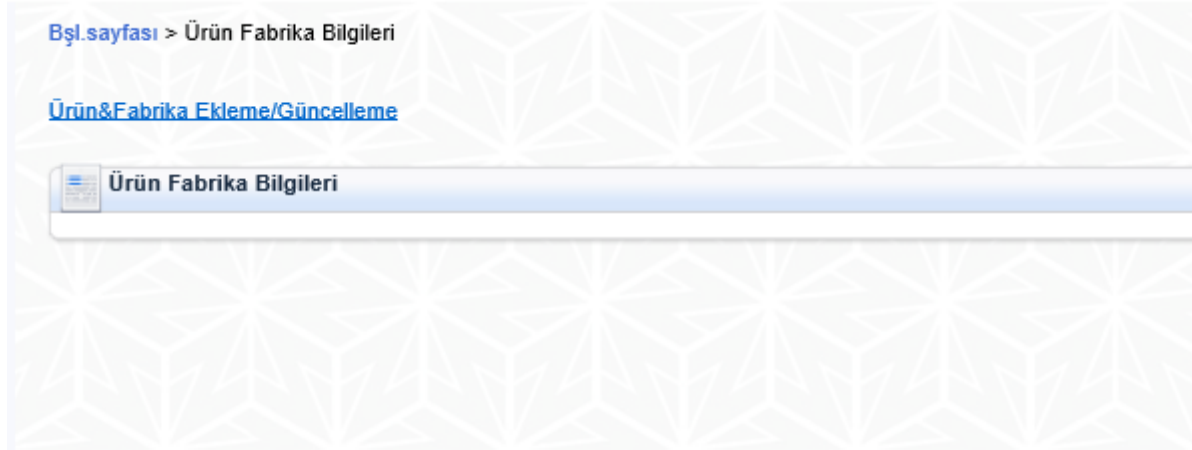 Bşl.sayfası > Ürün Fabrika Bilgileri
Ürün&Fabrika Ekleme/Güncelleme
Ürün Fabrika Bilgileri